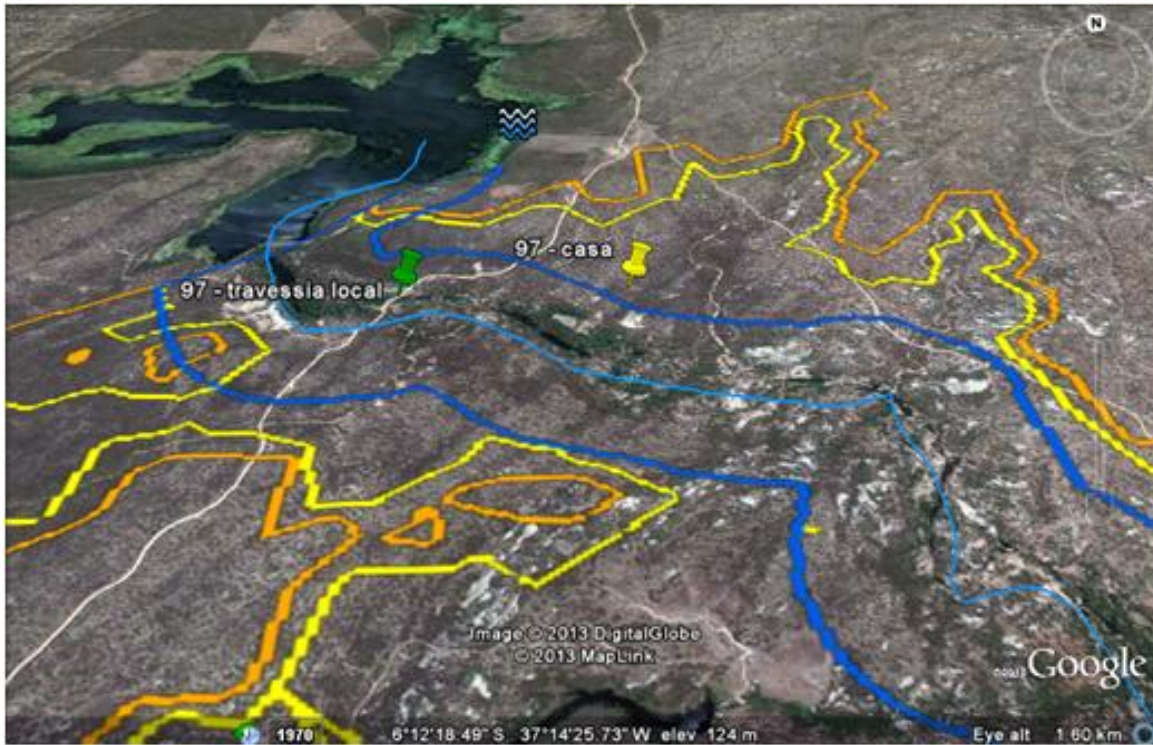 N
97 - casa
97 - travessia local
Image © 2013 DigitalGlobe
© 2013 MapLink
©2013 Google
1970 6°12'18.49" S 37°14'25.73" W elev 124 m Eye alt 1.60 km